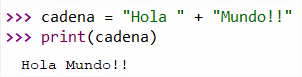 >>> cadena = "Hola " + "Mundo!!"
>>> print(cadena)
Hola Mundo!!